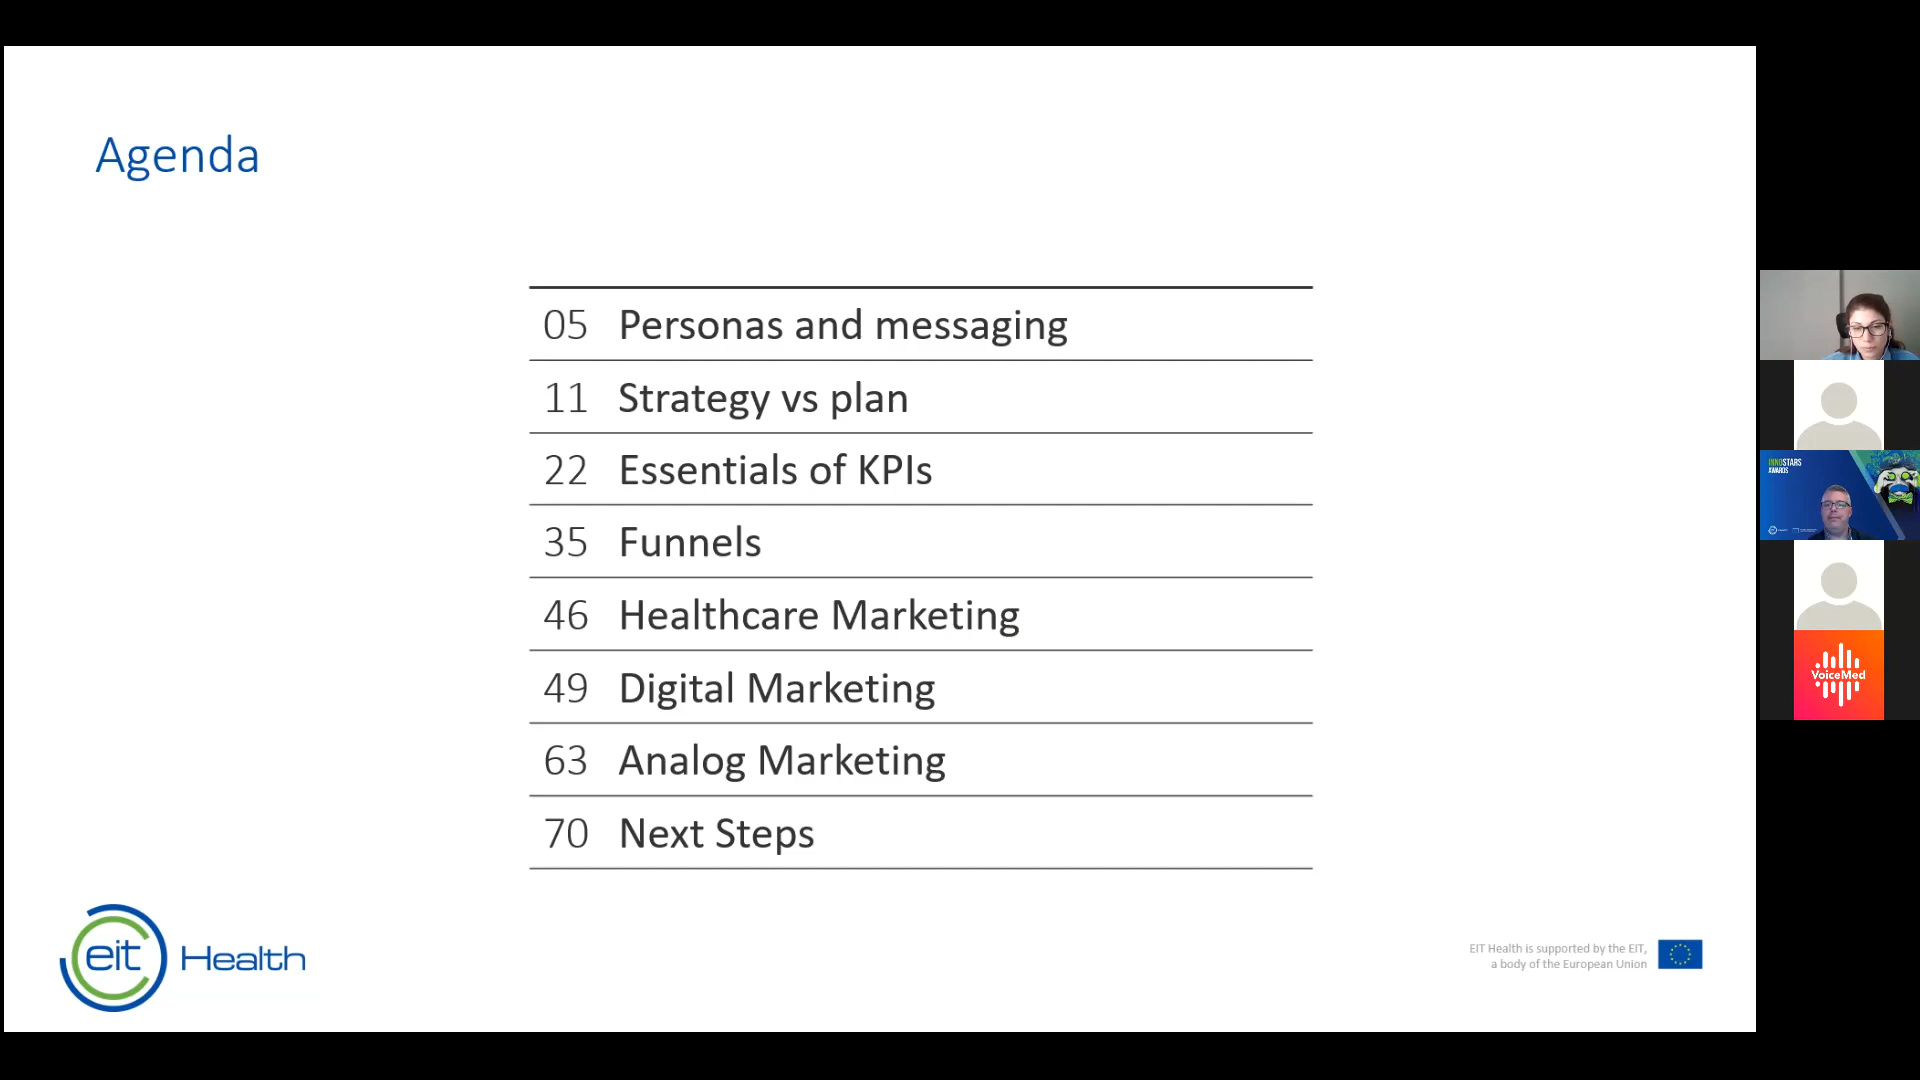 Agenda
05 Personas and messaging
11 Strategy vs plan
22 Essentials of KPIs
35 Funnels
46 Healthcare Marketing
49 Digital Marketing
63 Analog Marketing
70 Next Steps
eit Health
EIT Health is supported by the EIT,
a body of the European Union
INNOSTARS
AWARDS
VoiceMed